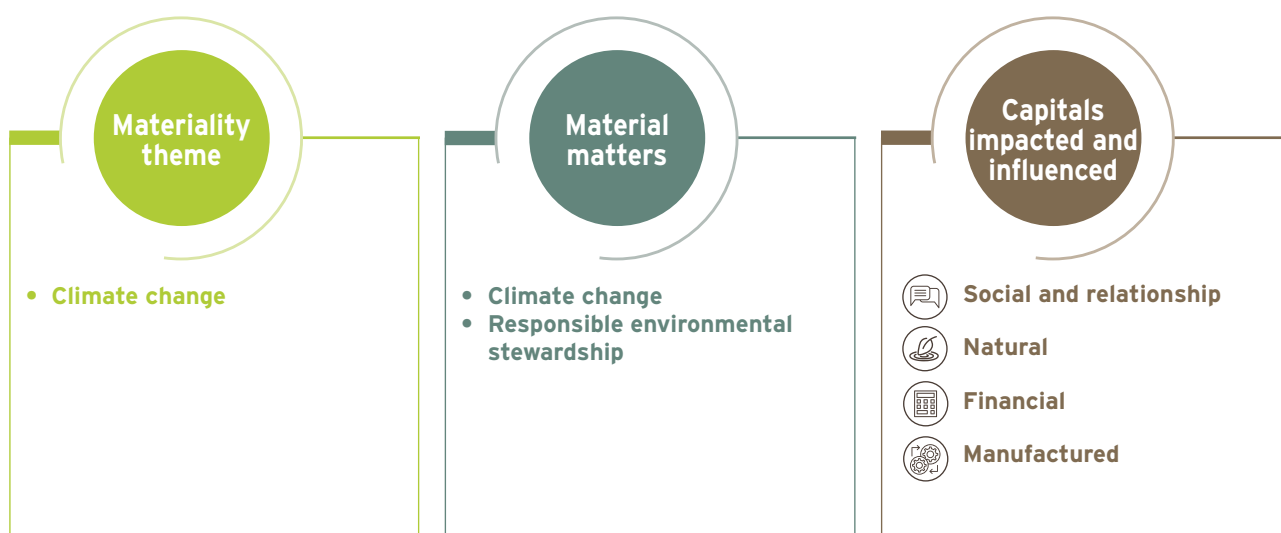 Materiality
theme
• Climate change
Material
matters
• Climate change
• Responsible environmental
stewardship
Capitals
impacted and
influenced
Social and relationship
Natural
Financial
Manufactured